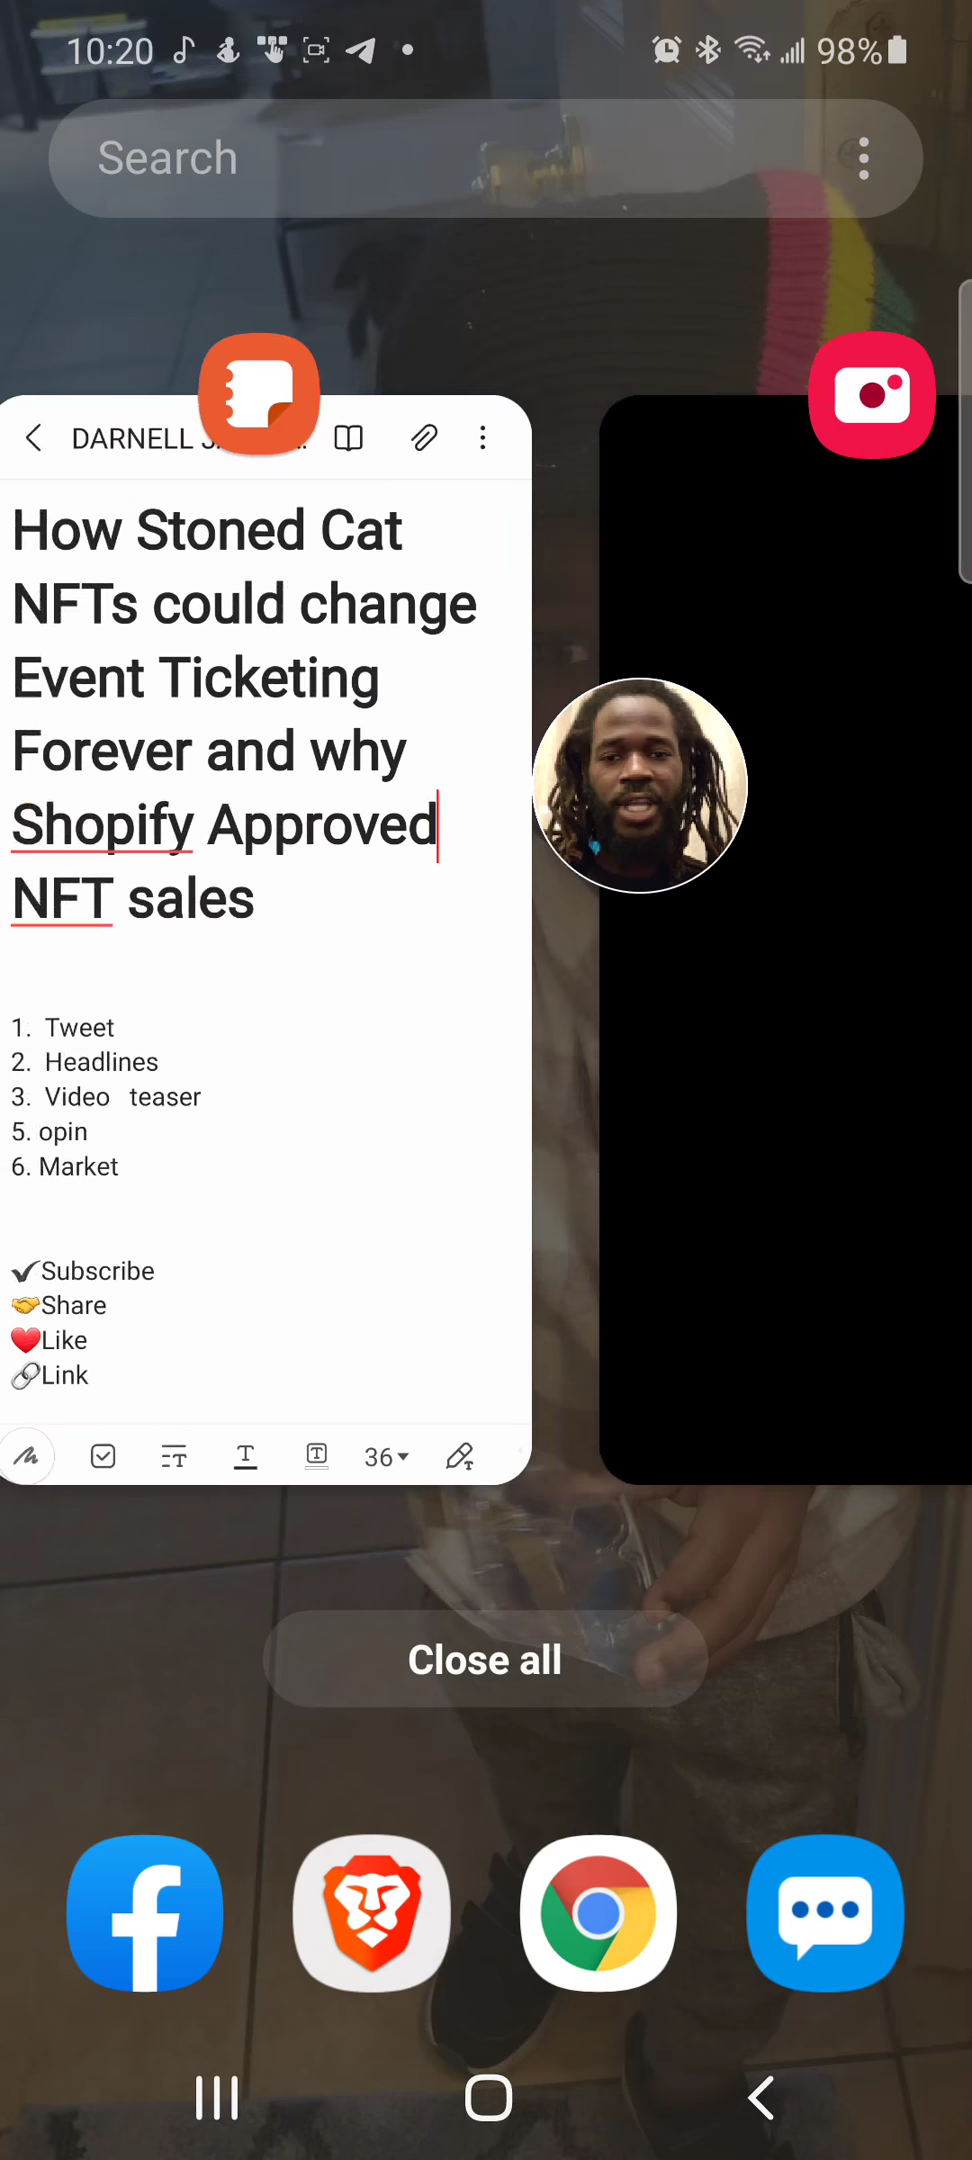 10:20
98%
Search
DARNELL J
How Stoned Cat
NFTs could change
Event Ticketing
Forever and why
Shopify Approved
NFT sales
1. Tweet
2. Headlines
3. Video teaser
5. opin
6. Market
✔Subscribe
🤝Share
❤Like
🔗Link
36
Close all